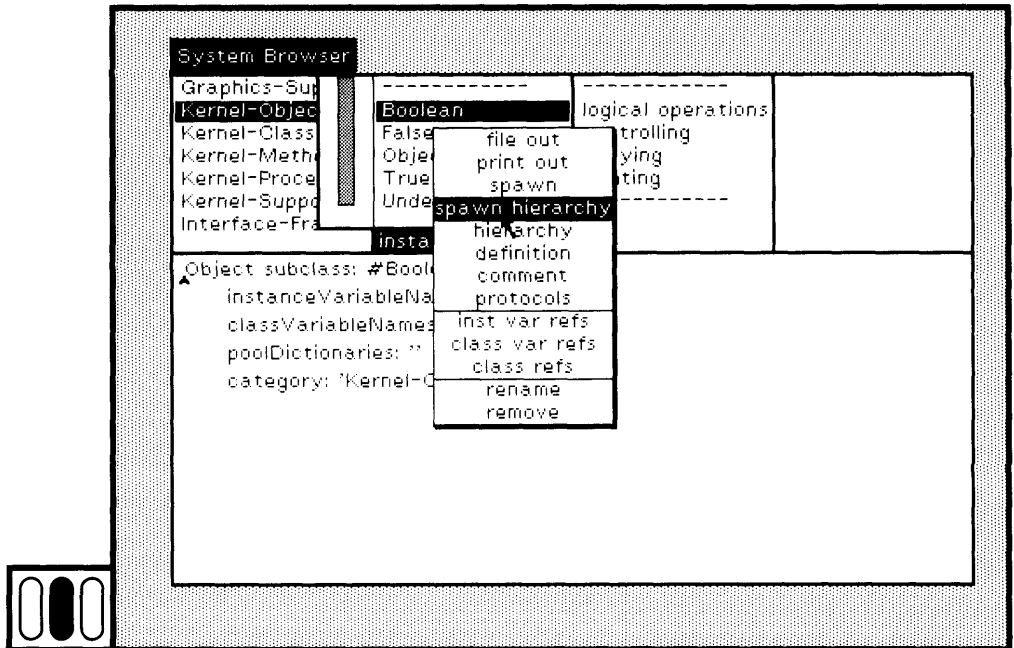 System Browser
Graphics-Sup
Kernel-Objec
Kernel-Class
Kernel-Meth
Kernel-Proce
Kernel-Suppo
Interface-Fra
-------------
Boolean
False
Obje
True
Unde
insta
-------------
logical operations
trolling
ying
ting
-------------
file out
print out
spawn
spawn hierarchy
hierarchy
definition
comment
protocols
inst var refs
class var refs
class refs
rename
remove
Object subclass: #Boole
instanceVariableNa
classVariableNames
poolDictionaries: ''
category: 'Kernel-O